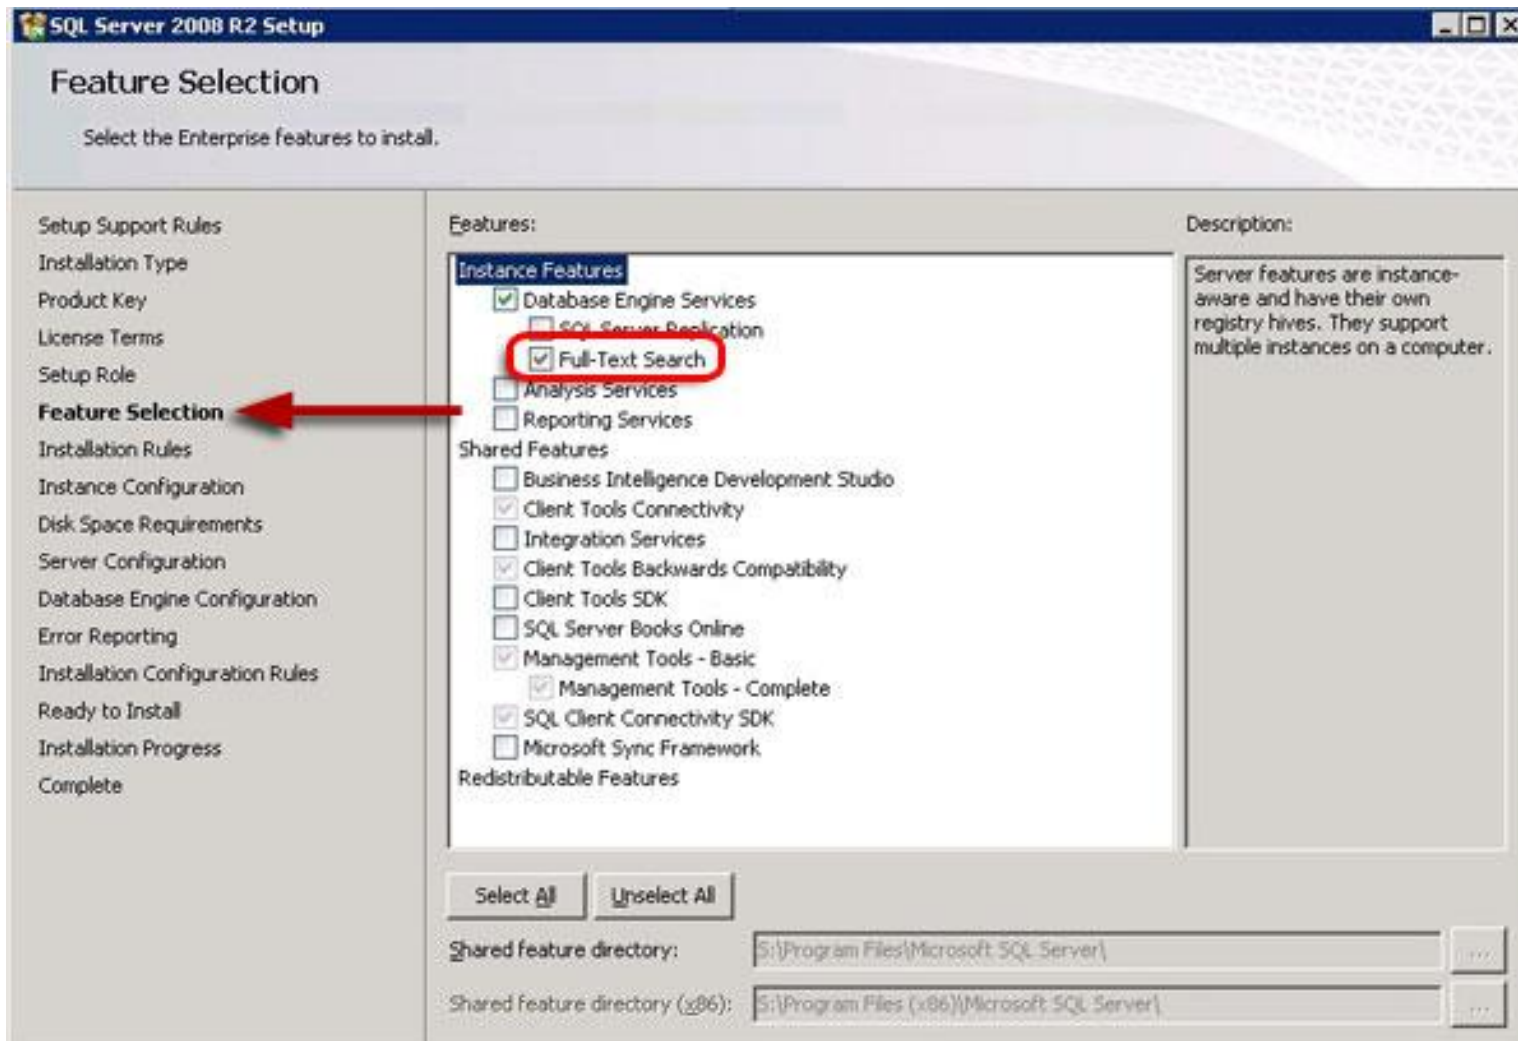 SQL Server 2008 R2 Setup
Feature Selection
Select the Enterprise features to install.
Setup Support Rules
Installation Type
Product Key
License Terms
Setup Role
Feature Selection
Installation Rules
Instance Configuration
Disk Space Requirements
Server Configuration
Database Engine Configuration
Error Reporting
Installation Configuration Rules
Ready to Install
Installation Progress
Complete
Features:
Instance Features
Database Engine Services
SQL Server Replication
Full-Text Search
Analysis Services
Reporting Services
Shared Features
Business Intelligence Development Studio
Client Tools Connectivity
Integration Services
Client Tools Backwards Compatibility
Client Tools SDK
SQL Server Books Online
Management Tools - Basic
Management Tools - Complete
SQL Client Connectivity SDK
Microsoft Sync Framework
Redistributable Features
Description:
Server features are instance-
aware and have their own
registry hives. They support
multiple instances on a computer.
Select All
Unselect All
Shared feature directory:
S:\Program Files\Microsoft SQL Server\
...
Shared feature directory (x86):
S:\Program Files (x86)\Microsoft SQL Server\
...